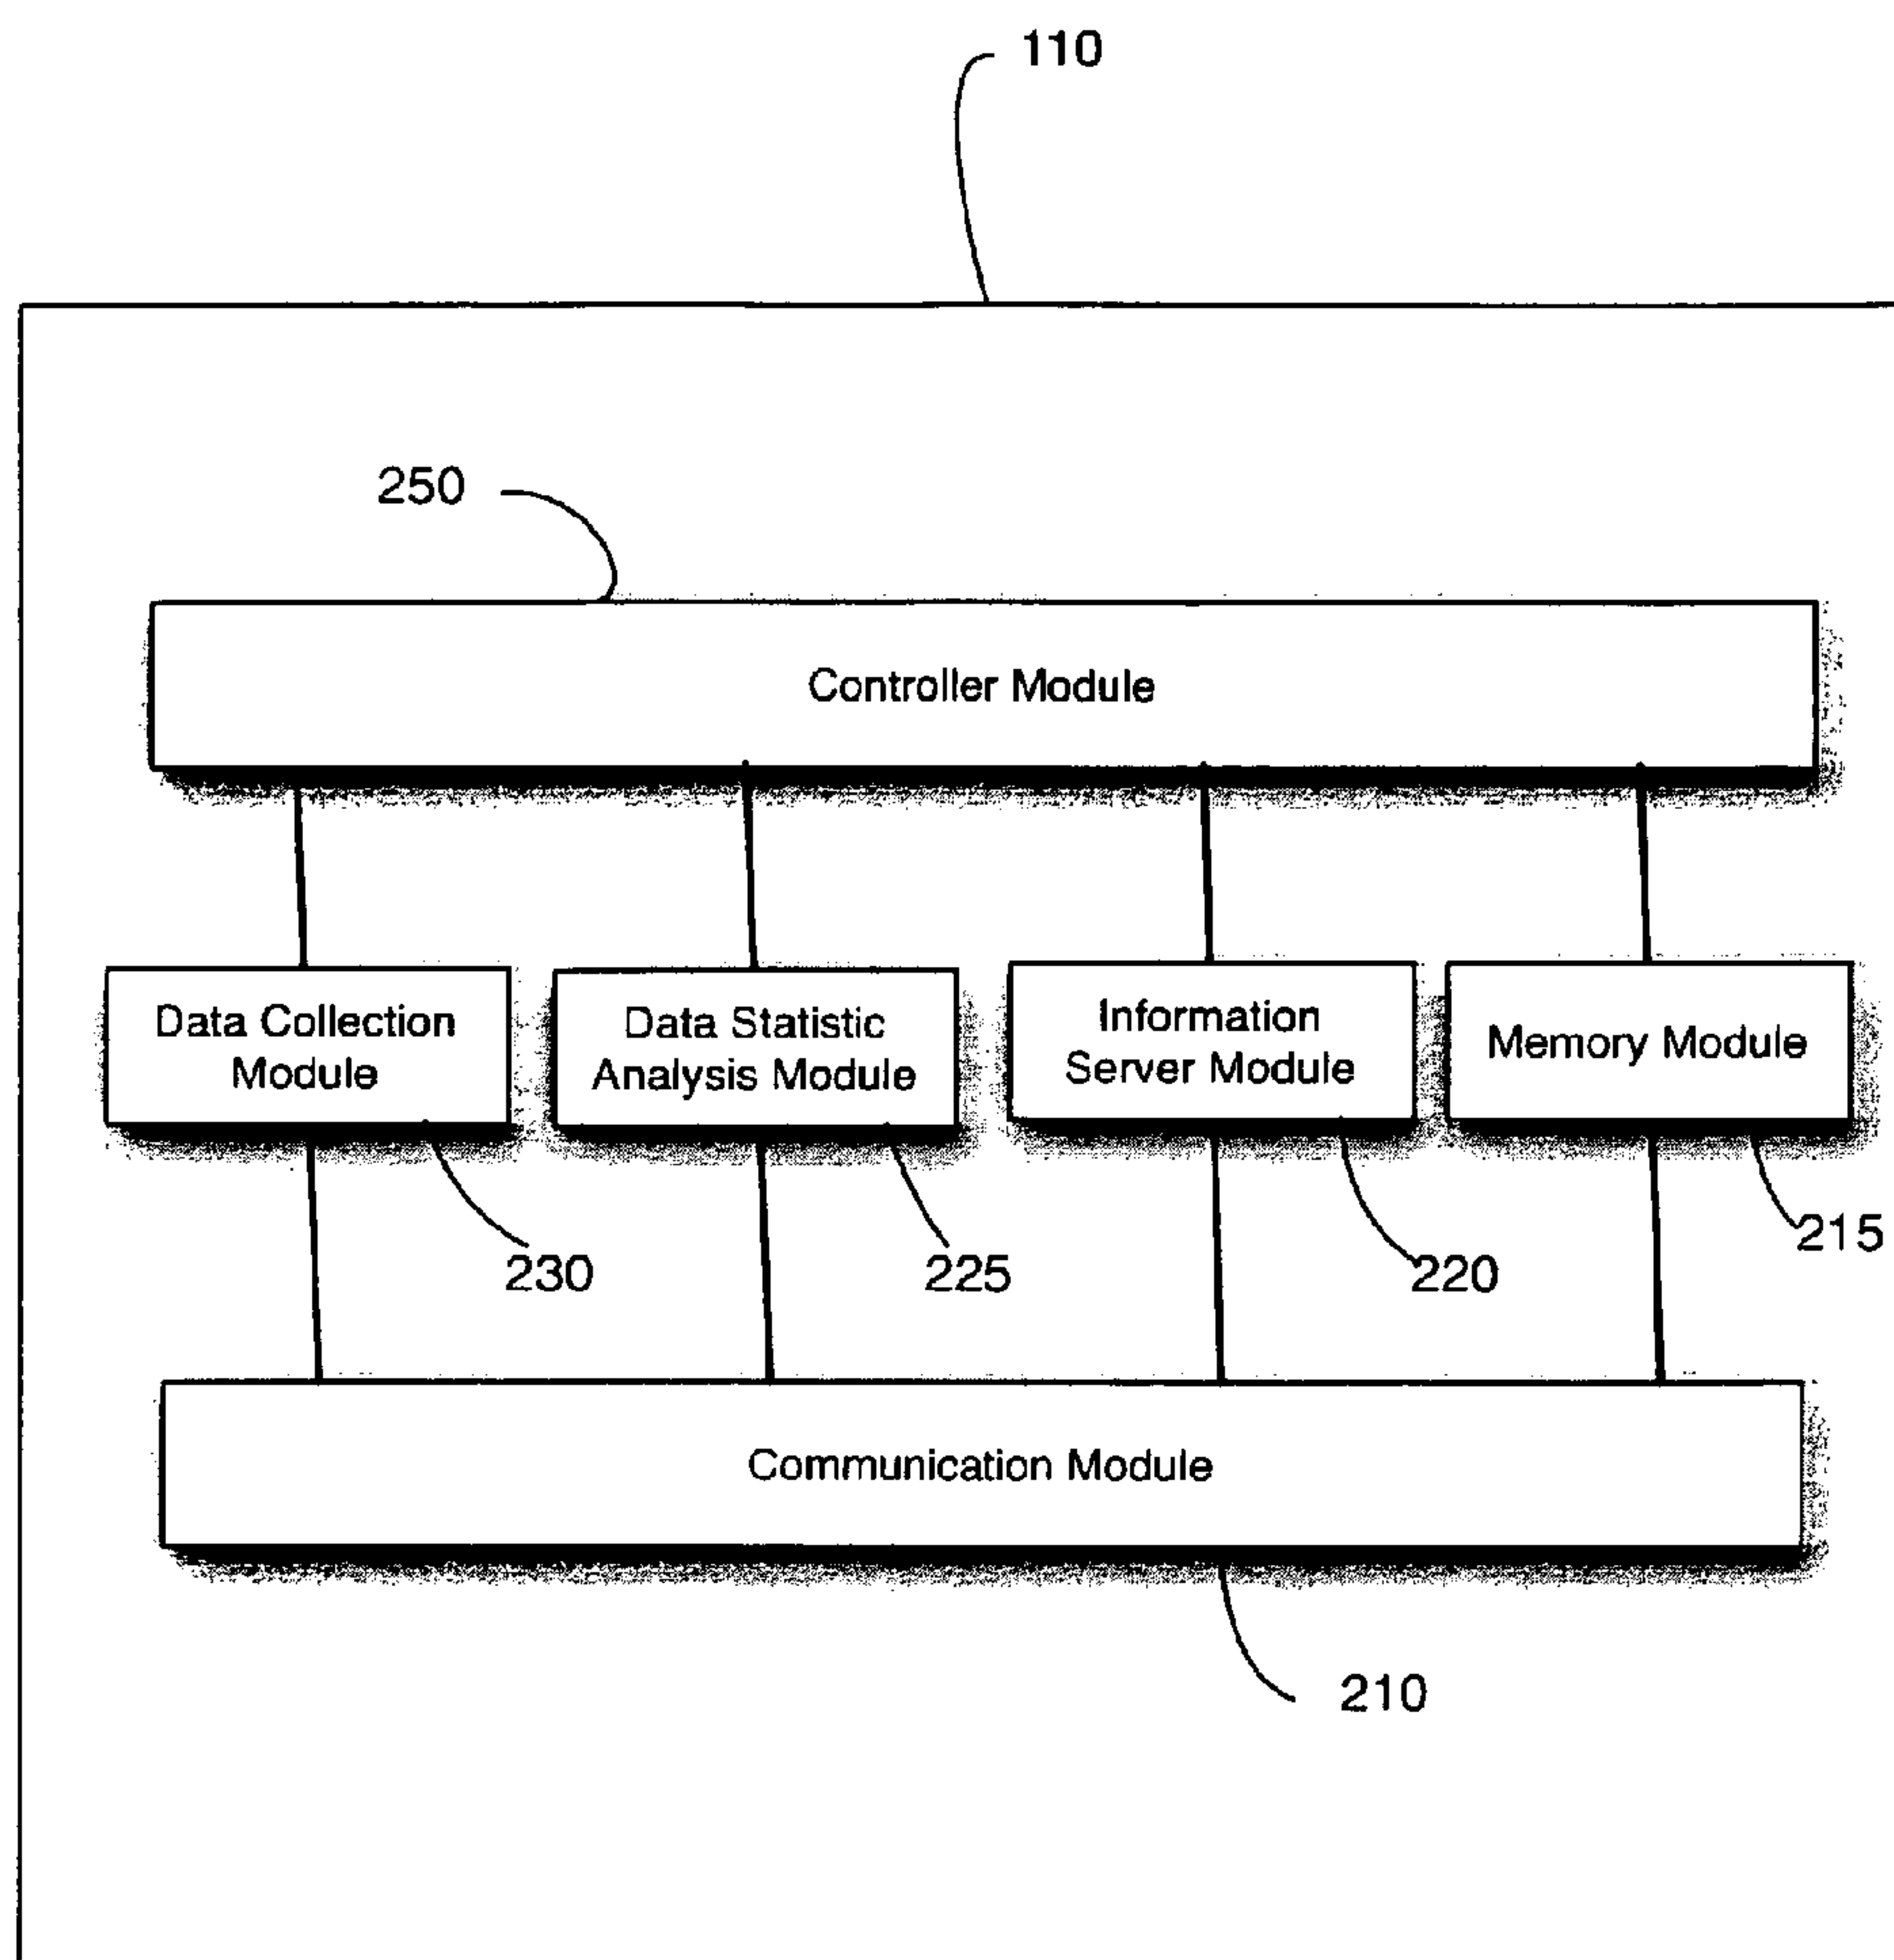 110
250
Controller Module
Data Collection
Module
Data Statistic
Analysis Module
Information
Server Module
Memory Module
230
225
220
215
Communication Module
210